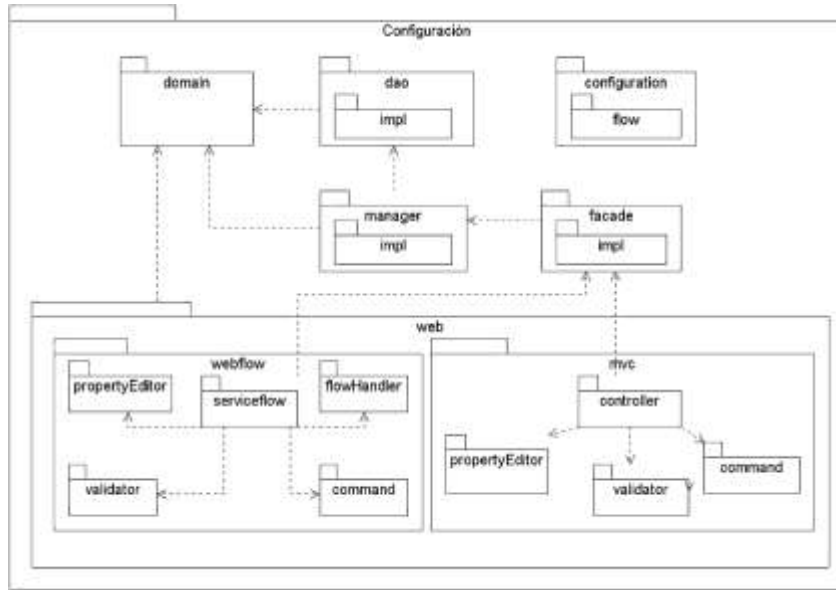 Configuración
domain
dao
configuration
impl
flow
manager
facade
impl
impl
web
webflow
mvc
propertyEditor
serviceflow
flowHandler
controller
propertyEditor
command
validator
command
validator